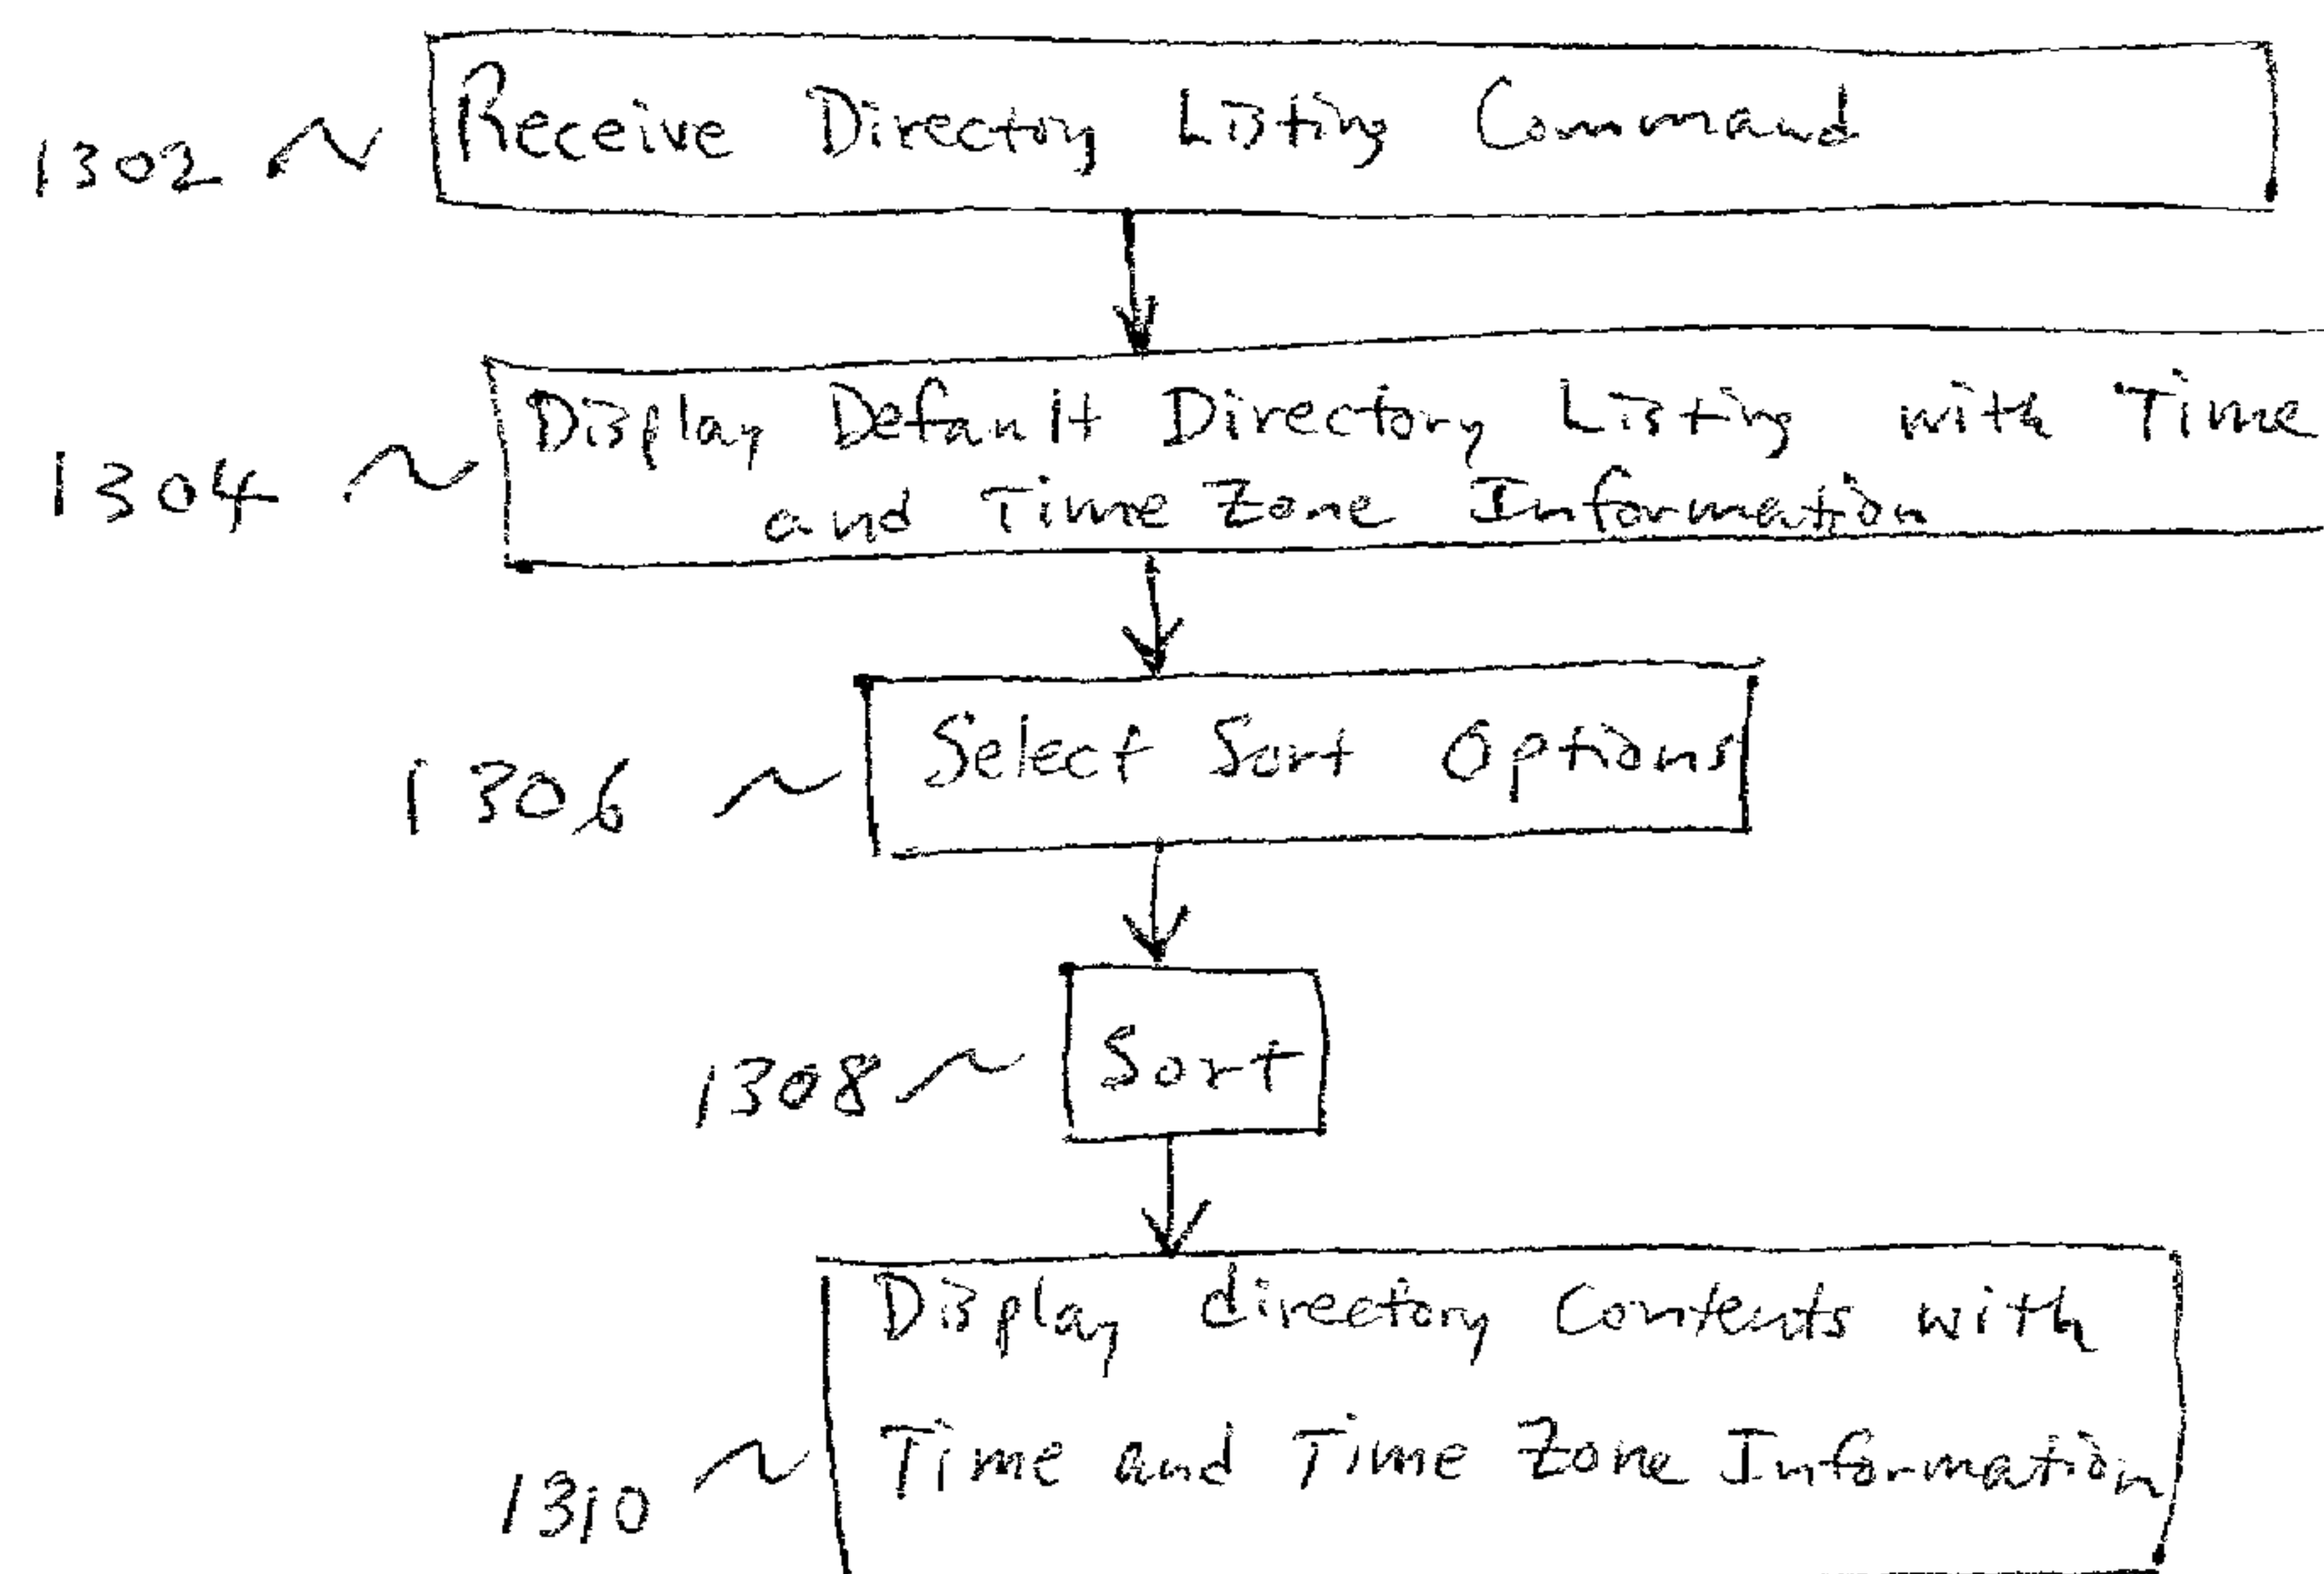 1302 Receive Directory Listing Command
1304 Display Default Directory Listing with Time
and Time Zone Information
1306 Select Sort Options
1308 Sort
Display directory Contents with
1310 Time and Time Zone Information